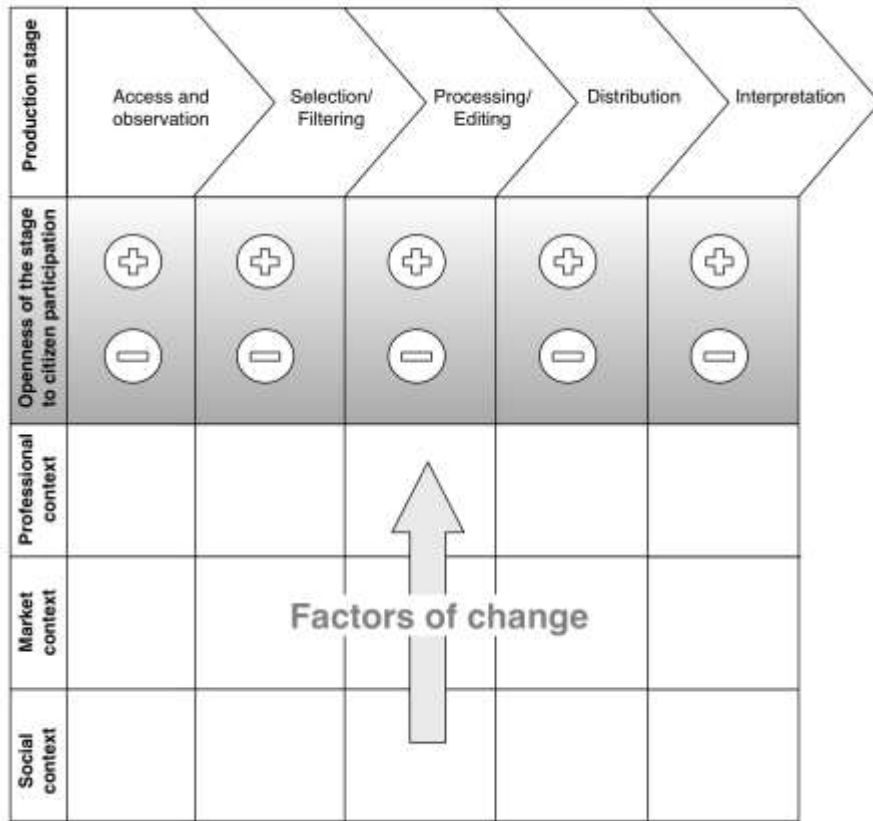 Production stage
Access and
observation
Selection/
Filtering
Processing/
Editing
Distribution
Interpretation
Openness of the stage
to citizen participation
Professional
context
Market
context
Social
context
Factors of change